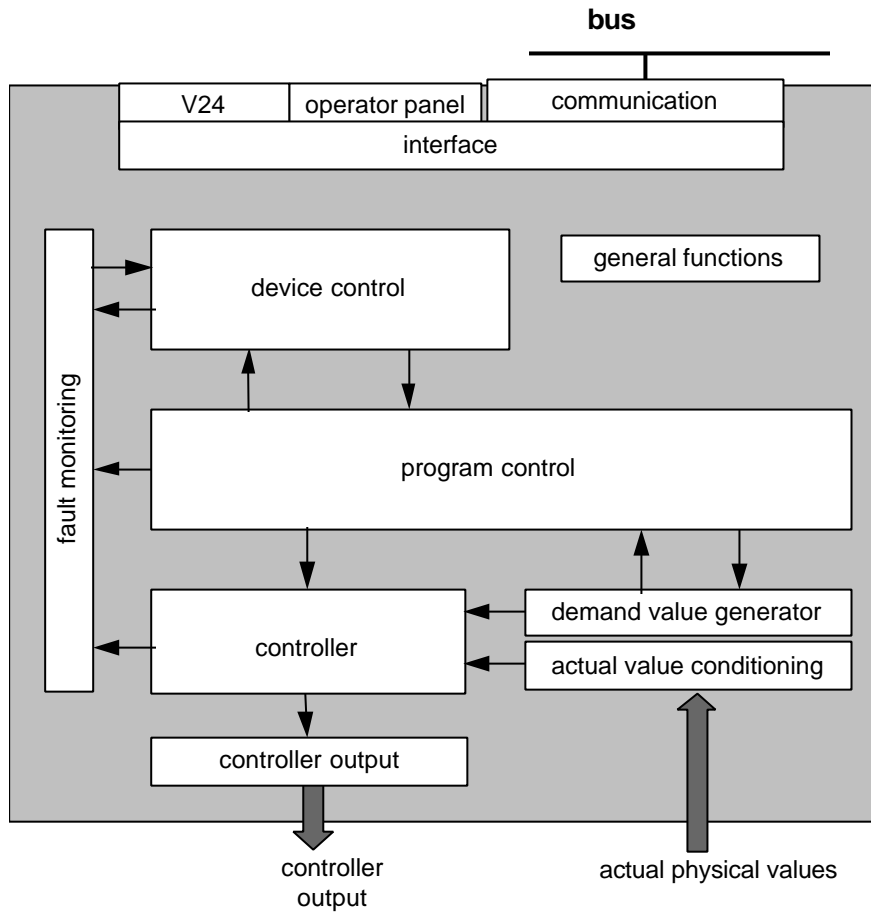 bus
V24
operator panel
communication
interface
general functions
device control
fault monitoring
program control
demand value generator
controller
actual value conditioning
controller output
controller
output
actual physical values